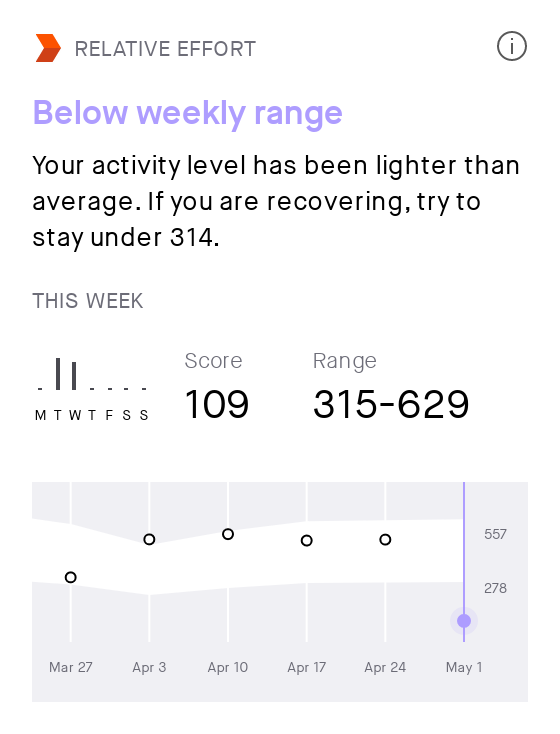 RELATIVE EFFORT
Below weekly range
Your activity level has been lighter than
average. If you are recovering, try to
stay under 314.
THIS WEEK
Score
Range
109
315-629
M T W T F S S
557
278
Mar 27
Apr 3
Apr 10
Apr 17
Apr 24
May 1